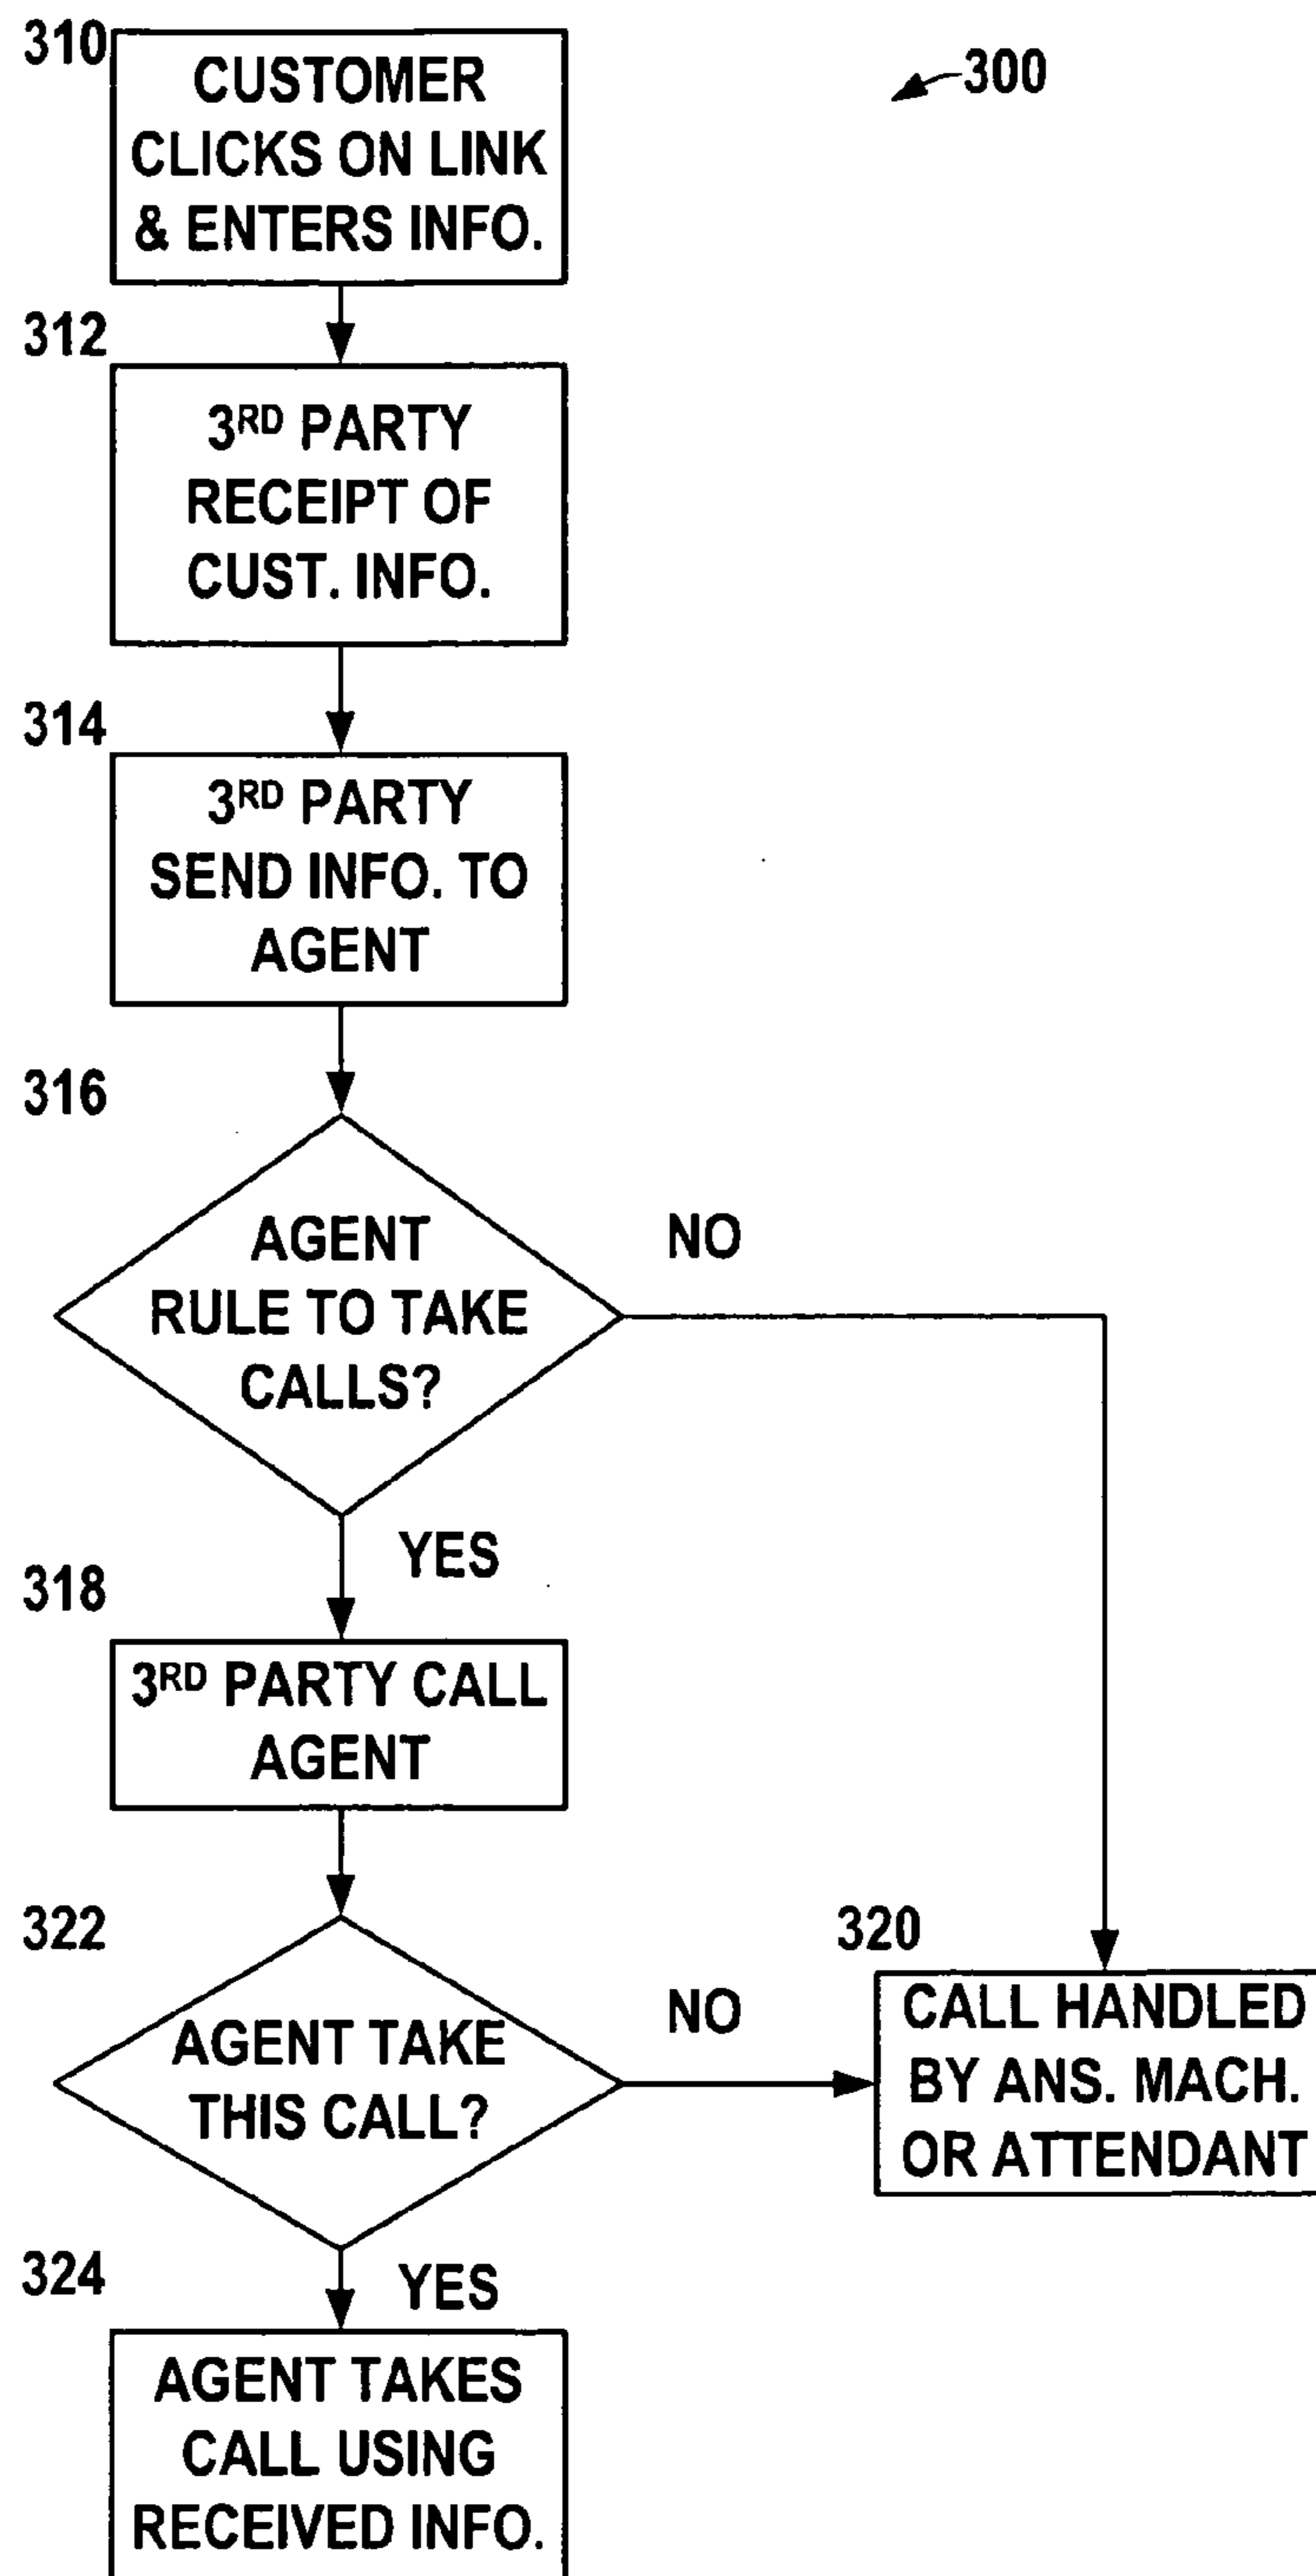 310
CUSTOMER
CLICKS ON LINK
& ENTERS INFO.
300
312
3RD PARTY
RECEIPT OF
CUST. INFO.
314
3RD PARTY
SEND INFO. TO
AGENT
316
AGENT
RULE TO TAKE
CALLS?
NO
YES
318
3RD PARTY CALL
AGENT
322
AGENT TAKE
THIS CALL?
NO
320
CALL HANDLED
BY ANS. MACH.
OR ATTENDANT
YES
324
AGENT TAKES
CALL USING
RECEIVED INFO.